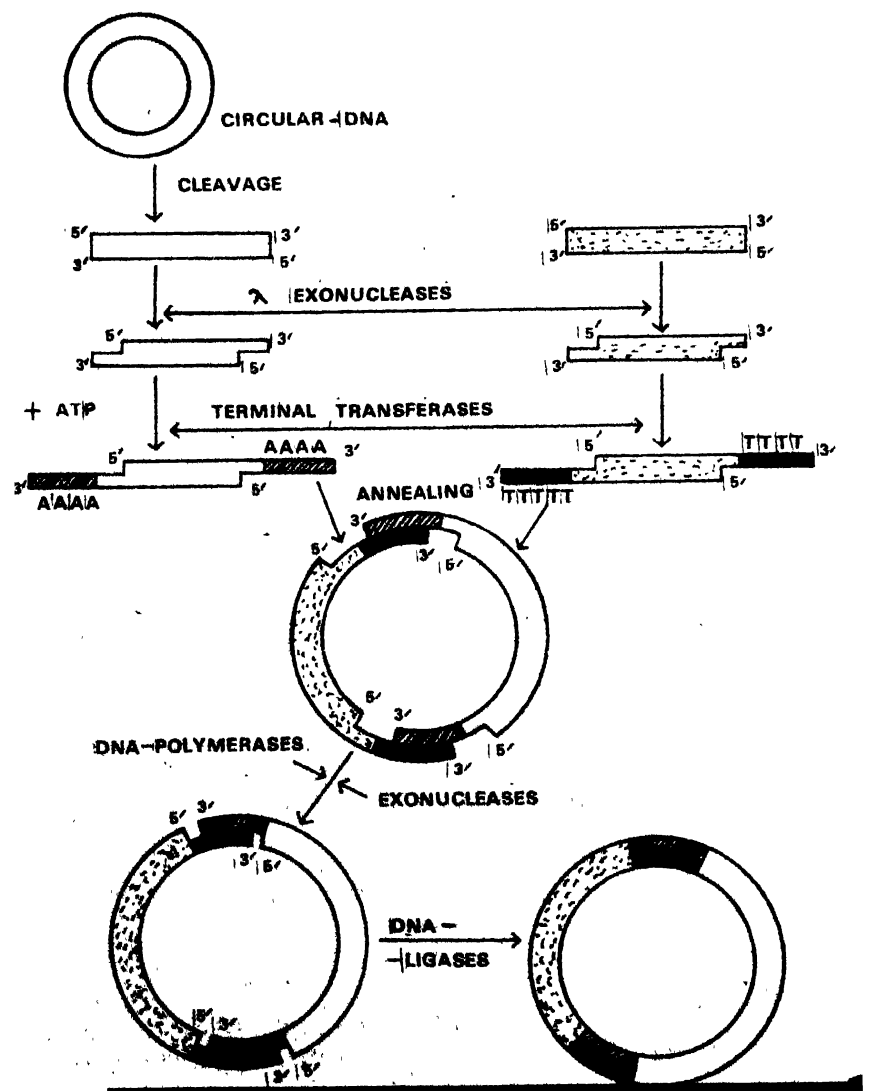 CIRCULAR-DNA
CLEAVAGE
5′ 3′ 5′ 3′
3′ 5′ 3′ 5′
λ EXONUCLEASES
5′ 3′ 5′ 3′
3′ 5′ 3′ 5′
+ ATP TERMINAL TRANSFERASES
5′ AAAA 3′ 5′ TTTT 3′
3′ AAAA 5′ 3′ TTTTT 5′
ANNEALING
3′
5′ 3′ 5′
5′
3′
5′
3′
DNA-POLYMERASES
EXONUCLEASES
5′ 3′
3′ 5′
DNA-
-LIGASES
5′ 3′
3′ 5′